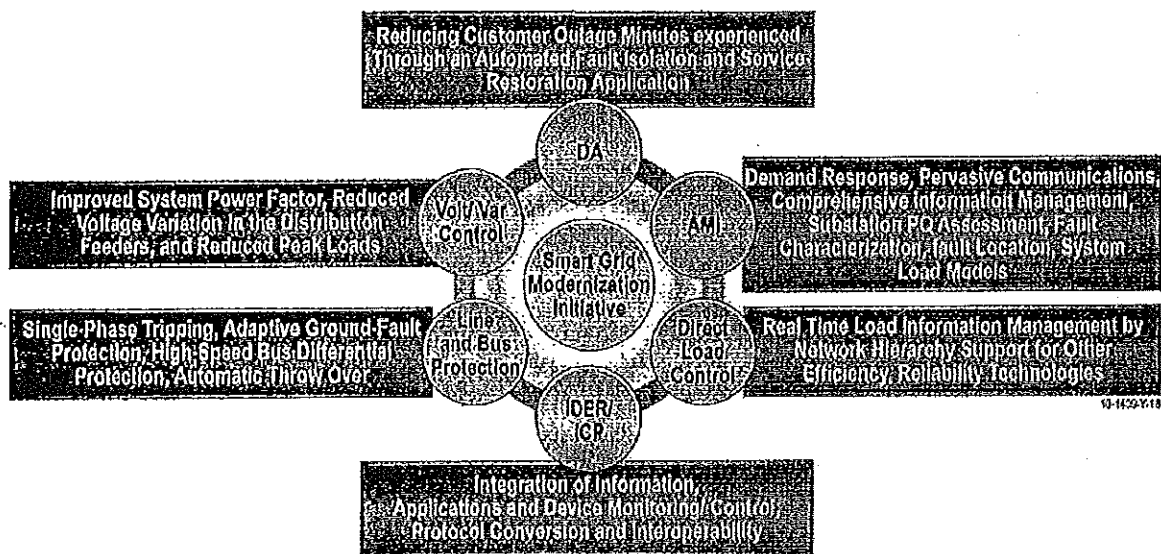 Reducing Customer Outage Minutes experienced
Through an Automated Fault Isolation and Service
Restoration Application
DA
Improved System Power Factor, Reduced
Voltage Variation in the Distribution
Feeders, and Reduced Peak Loads
Volt/Var
Control
AMI
Demand Response, Pervasive Communications,
Comprehensive Information Management,
Substation PQ Assessment, Fault
Characterization, fault Location, System
Load Models
Smart Grid
Modernization
Initiative
Single-Phase Tripping, Adaptive Ground-Fault
Protection, High-Speed Bus Differential
Protection, Automatic Throw Over
Line
and Bus
Protection
Direct
Load
Control
Real Time Load Information Management by
Network Hierarchy Support for Other
Efficiency, Reliability Technologies
IDER/
ICP
Integration of Information,
Applications and Device Monitoring/Control,
Protocol Conversion and Interoperability